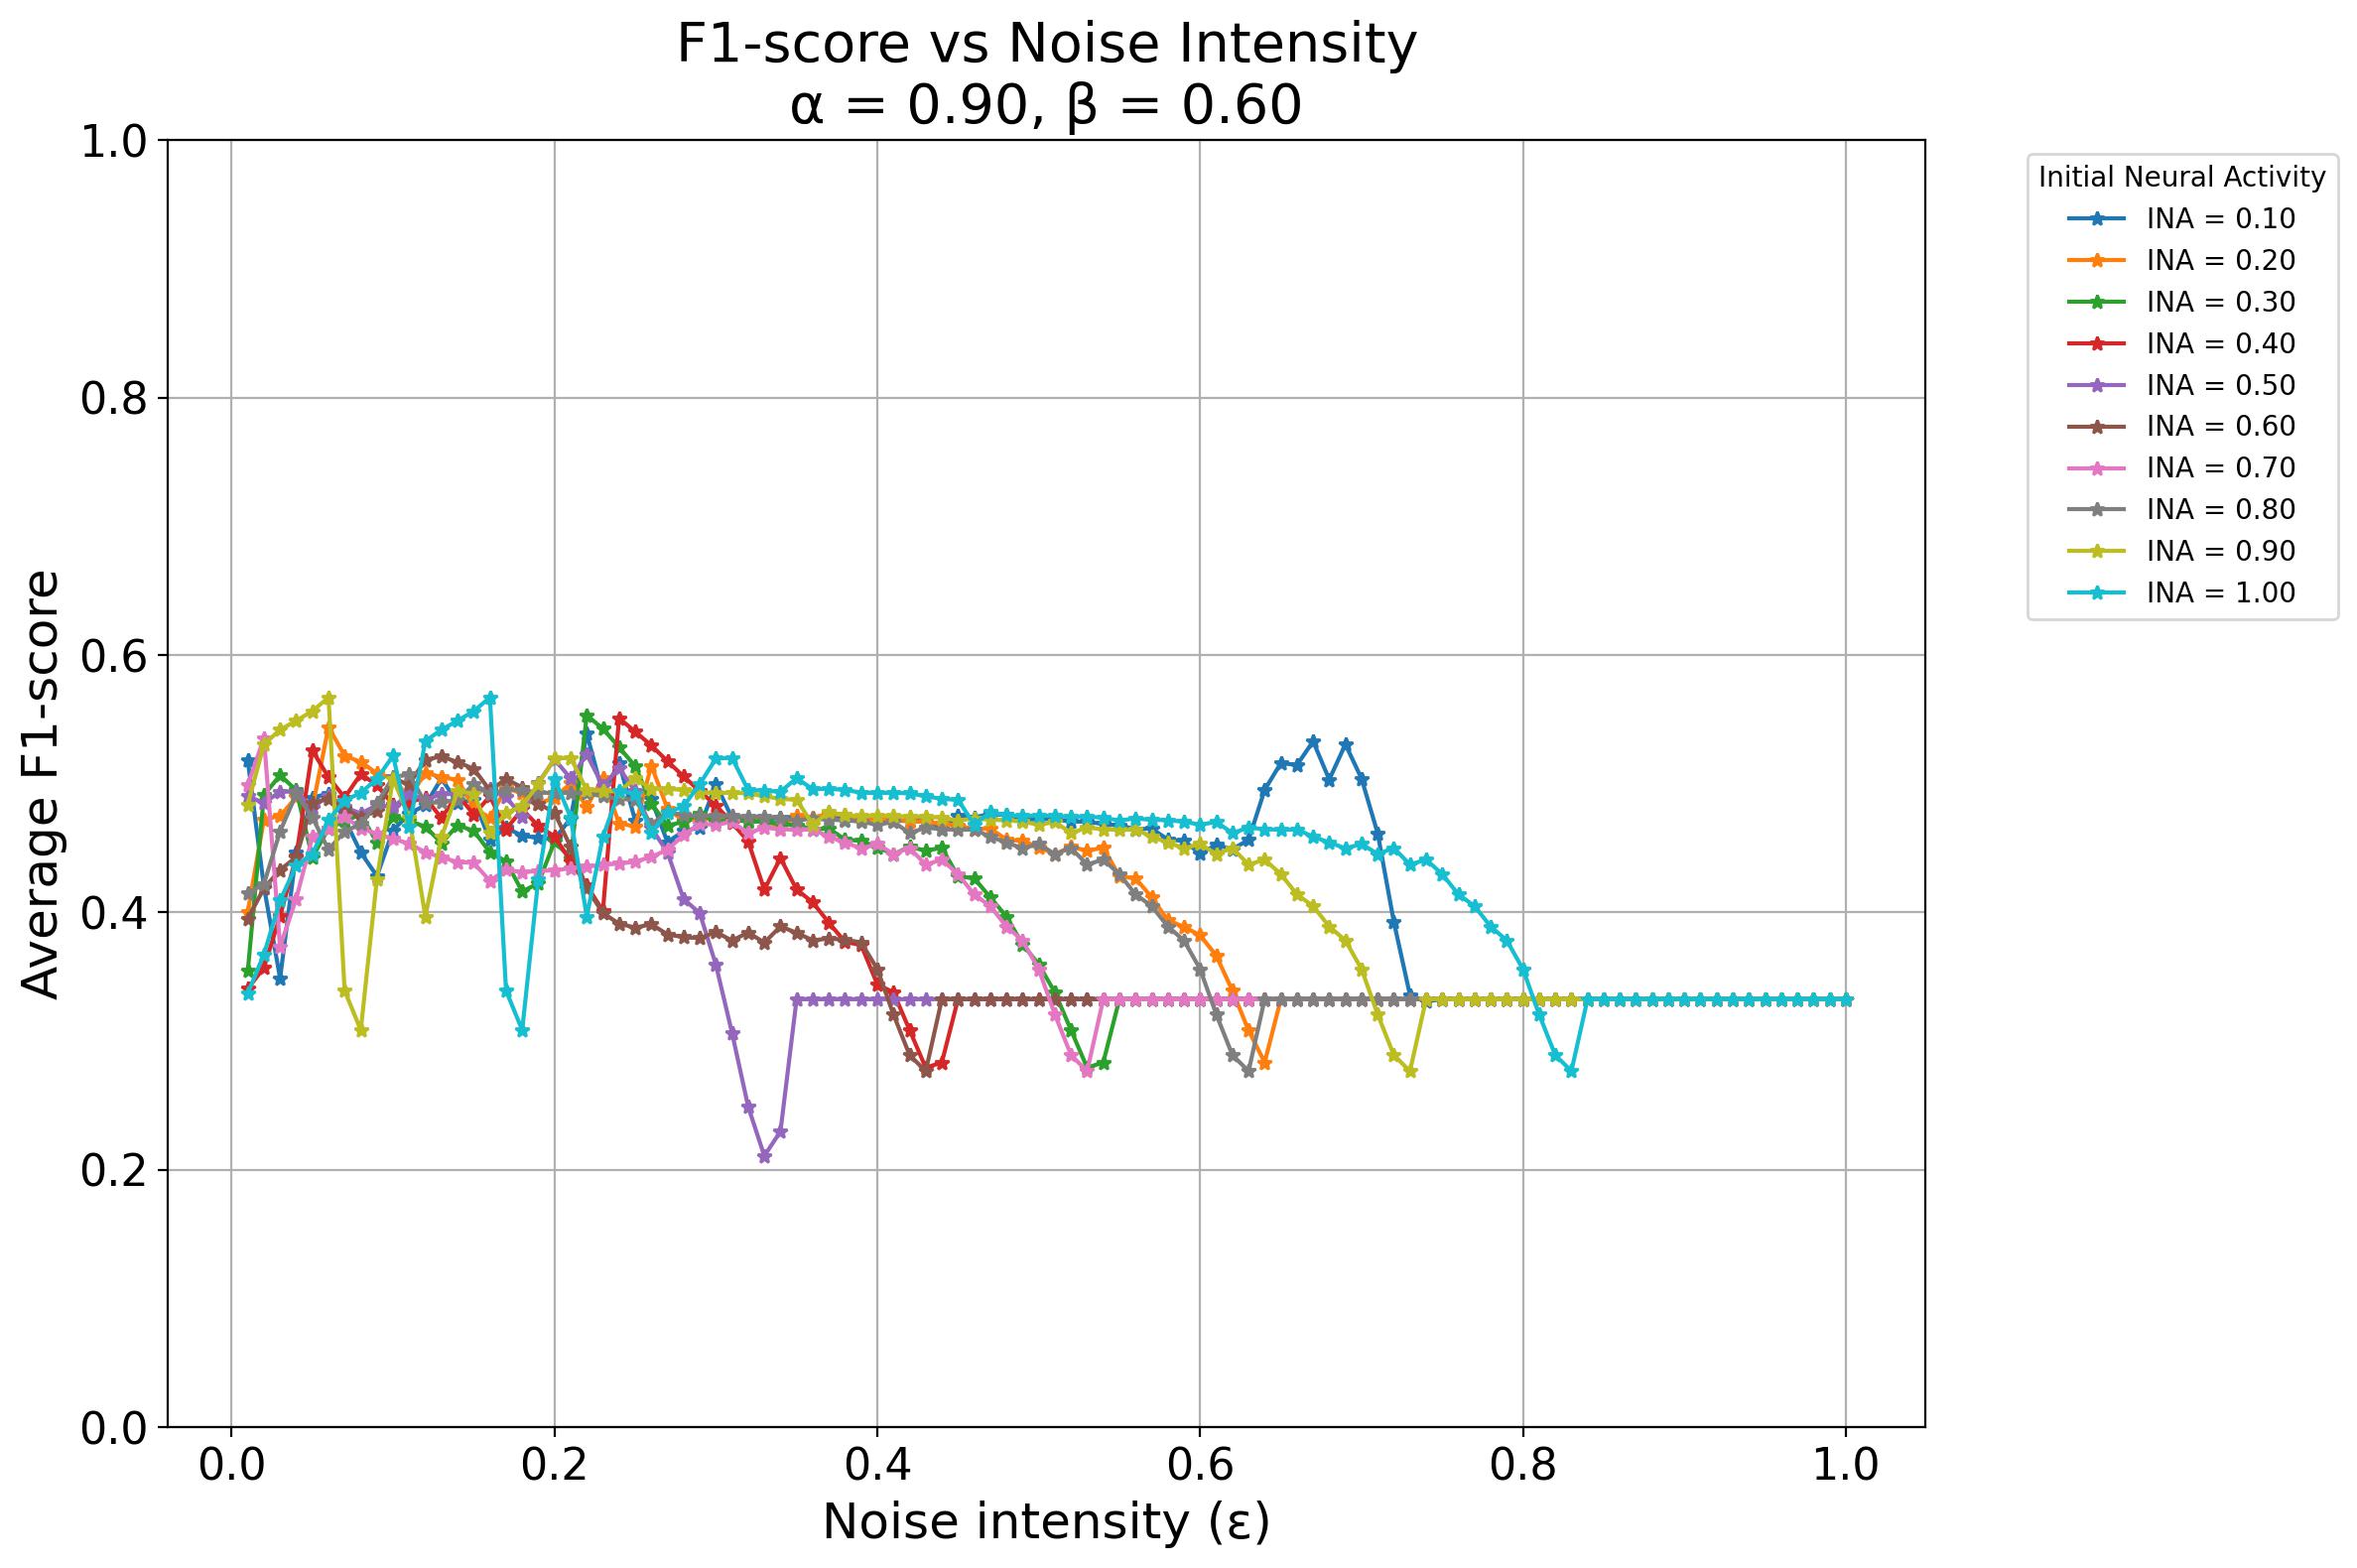 F1-score vs Noise Intensity
α = 0.90, β = 0.60
1.0
0.8
0.6
0.4
0.2
0.0
Average F1-score
0.0
0.2
0.4
0.6
0.8
1.0
Noise intensity (ε)
Initial Neural Activity
INA = 0.10
INA = 0.20
INA = 0.30
INA = 0.40
INA = 0.50
INA = 0.60
INA = 0.70
INA = 0.80
INA = 0.90
INA = 1.00